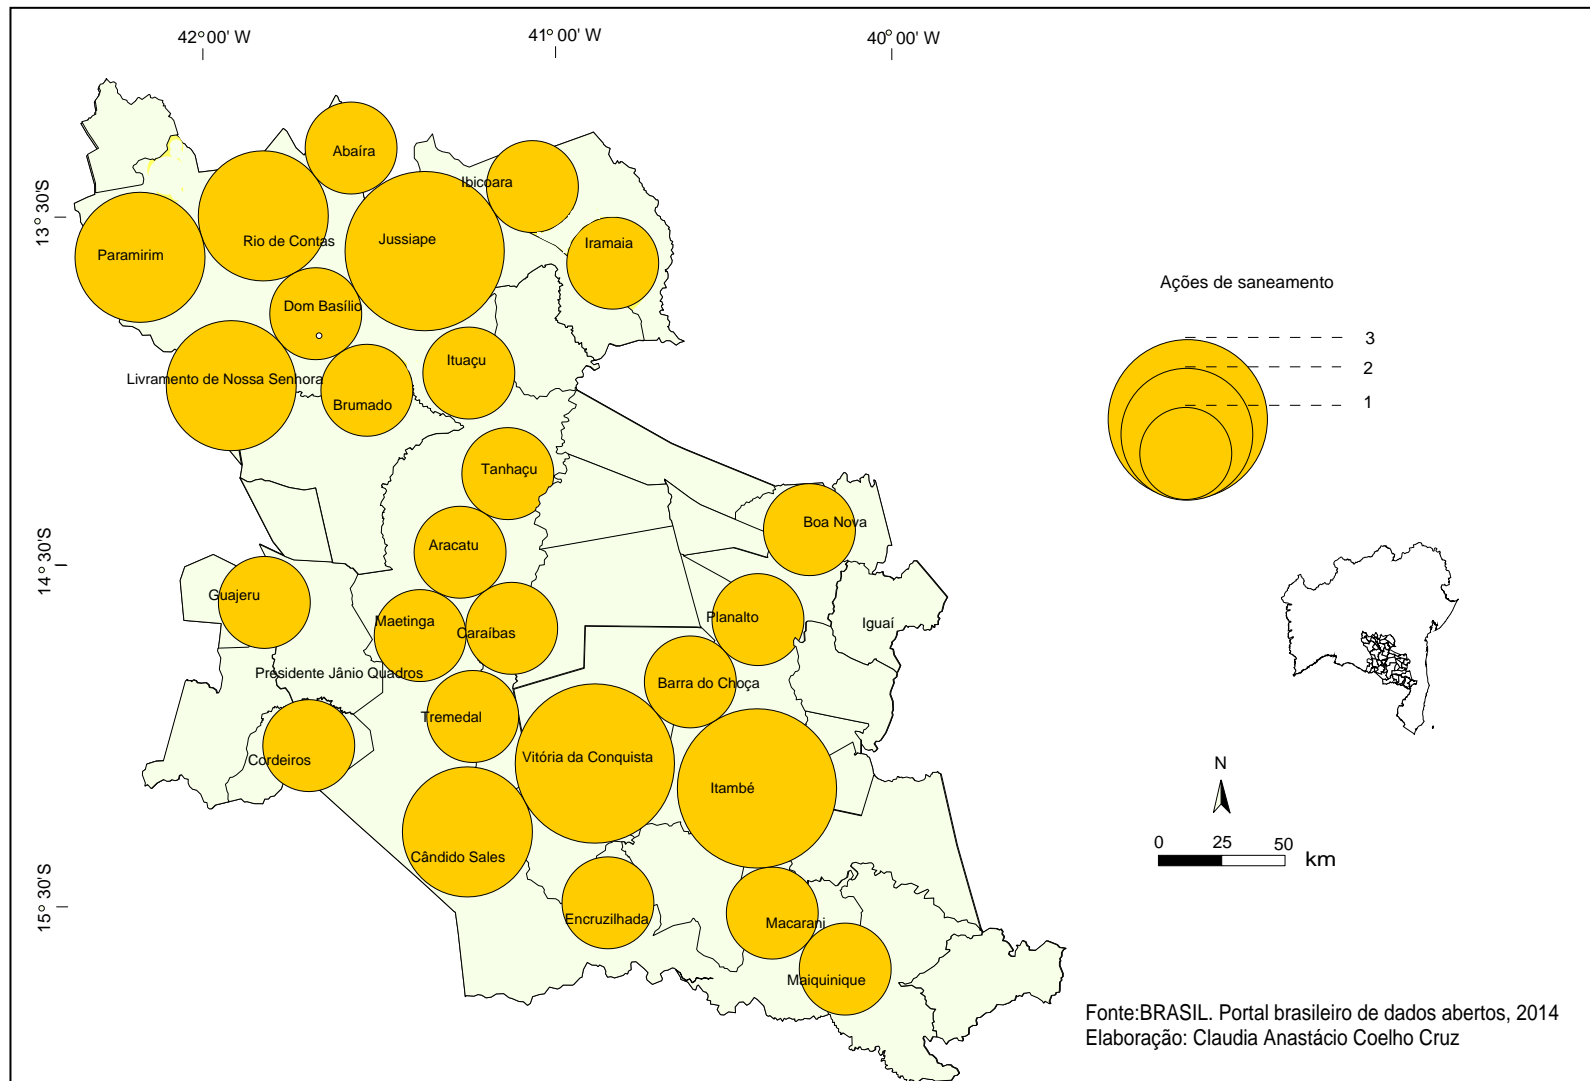 42° 00' W
41° 00' W
40° 00' W
13° 30'S
14° 30'S
15° 30'S
Abaíra
Ibicoara
Rio de Contas
Jussiape
Iramaia
Paramirim
Dom Basílio
Ituaçu
Livramento de Nossa Senhora
Brumado
Tanhaçu
Boa Nova
Aracatu
Guajeru
Maetinga
Caraíbas
Planalto
Iguaí
Presidente Jânio Quadros
Barra do Choça
Tremedal
Cordeiros
Vitória da Conquista
Itambé
Cândido Sales
Encruzilhada
Macarani
Maiquinique
Ações de saneamento
3
2
1
N
0 25 50
km
Fonte:BRASIL. Portal brasileiro de dados abertos, 2014
Elaboração: Claudia Anastácio Coelho Cruz